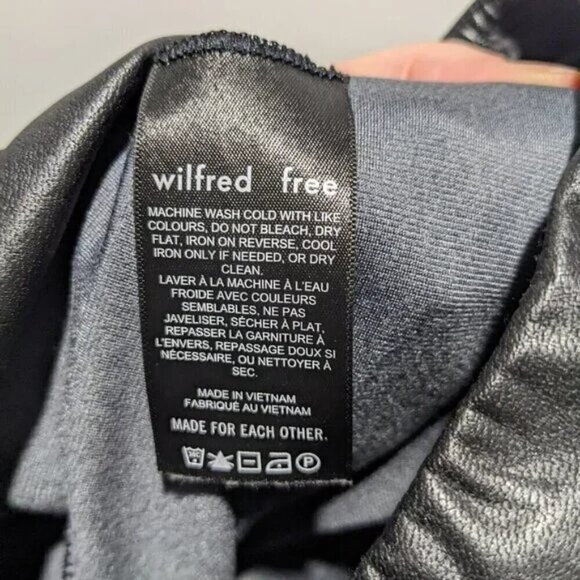 wilfred free
MACHINE WASH COLD WITH LIKE
COLOURS, DO NOT BLEACH, DRY
FLAT, IRON ON REVERSE, COOL
IRON ONLY IF NEEDED, OR DRY
CLEAN.
LAVER À LA MACHINE À L'EAU
FROIDE AVEC COULEURS
SEMBLABLES, NE PAS
JAVELISER, SÉCHER À PLAT,
REPASSER LA GARNITURE À
L'ENVERS, REPASSAGE DOUX SI
NÉCESSAIRE, OU NETTOYER À
SEC.
MADE IN VIETNAM
FABRIQUÉ AU VIETNAM
MADE FOR EACH OTHER.
P